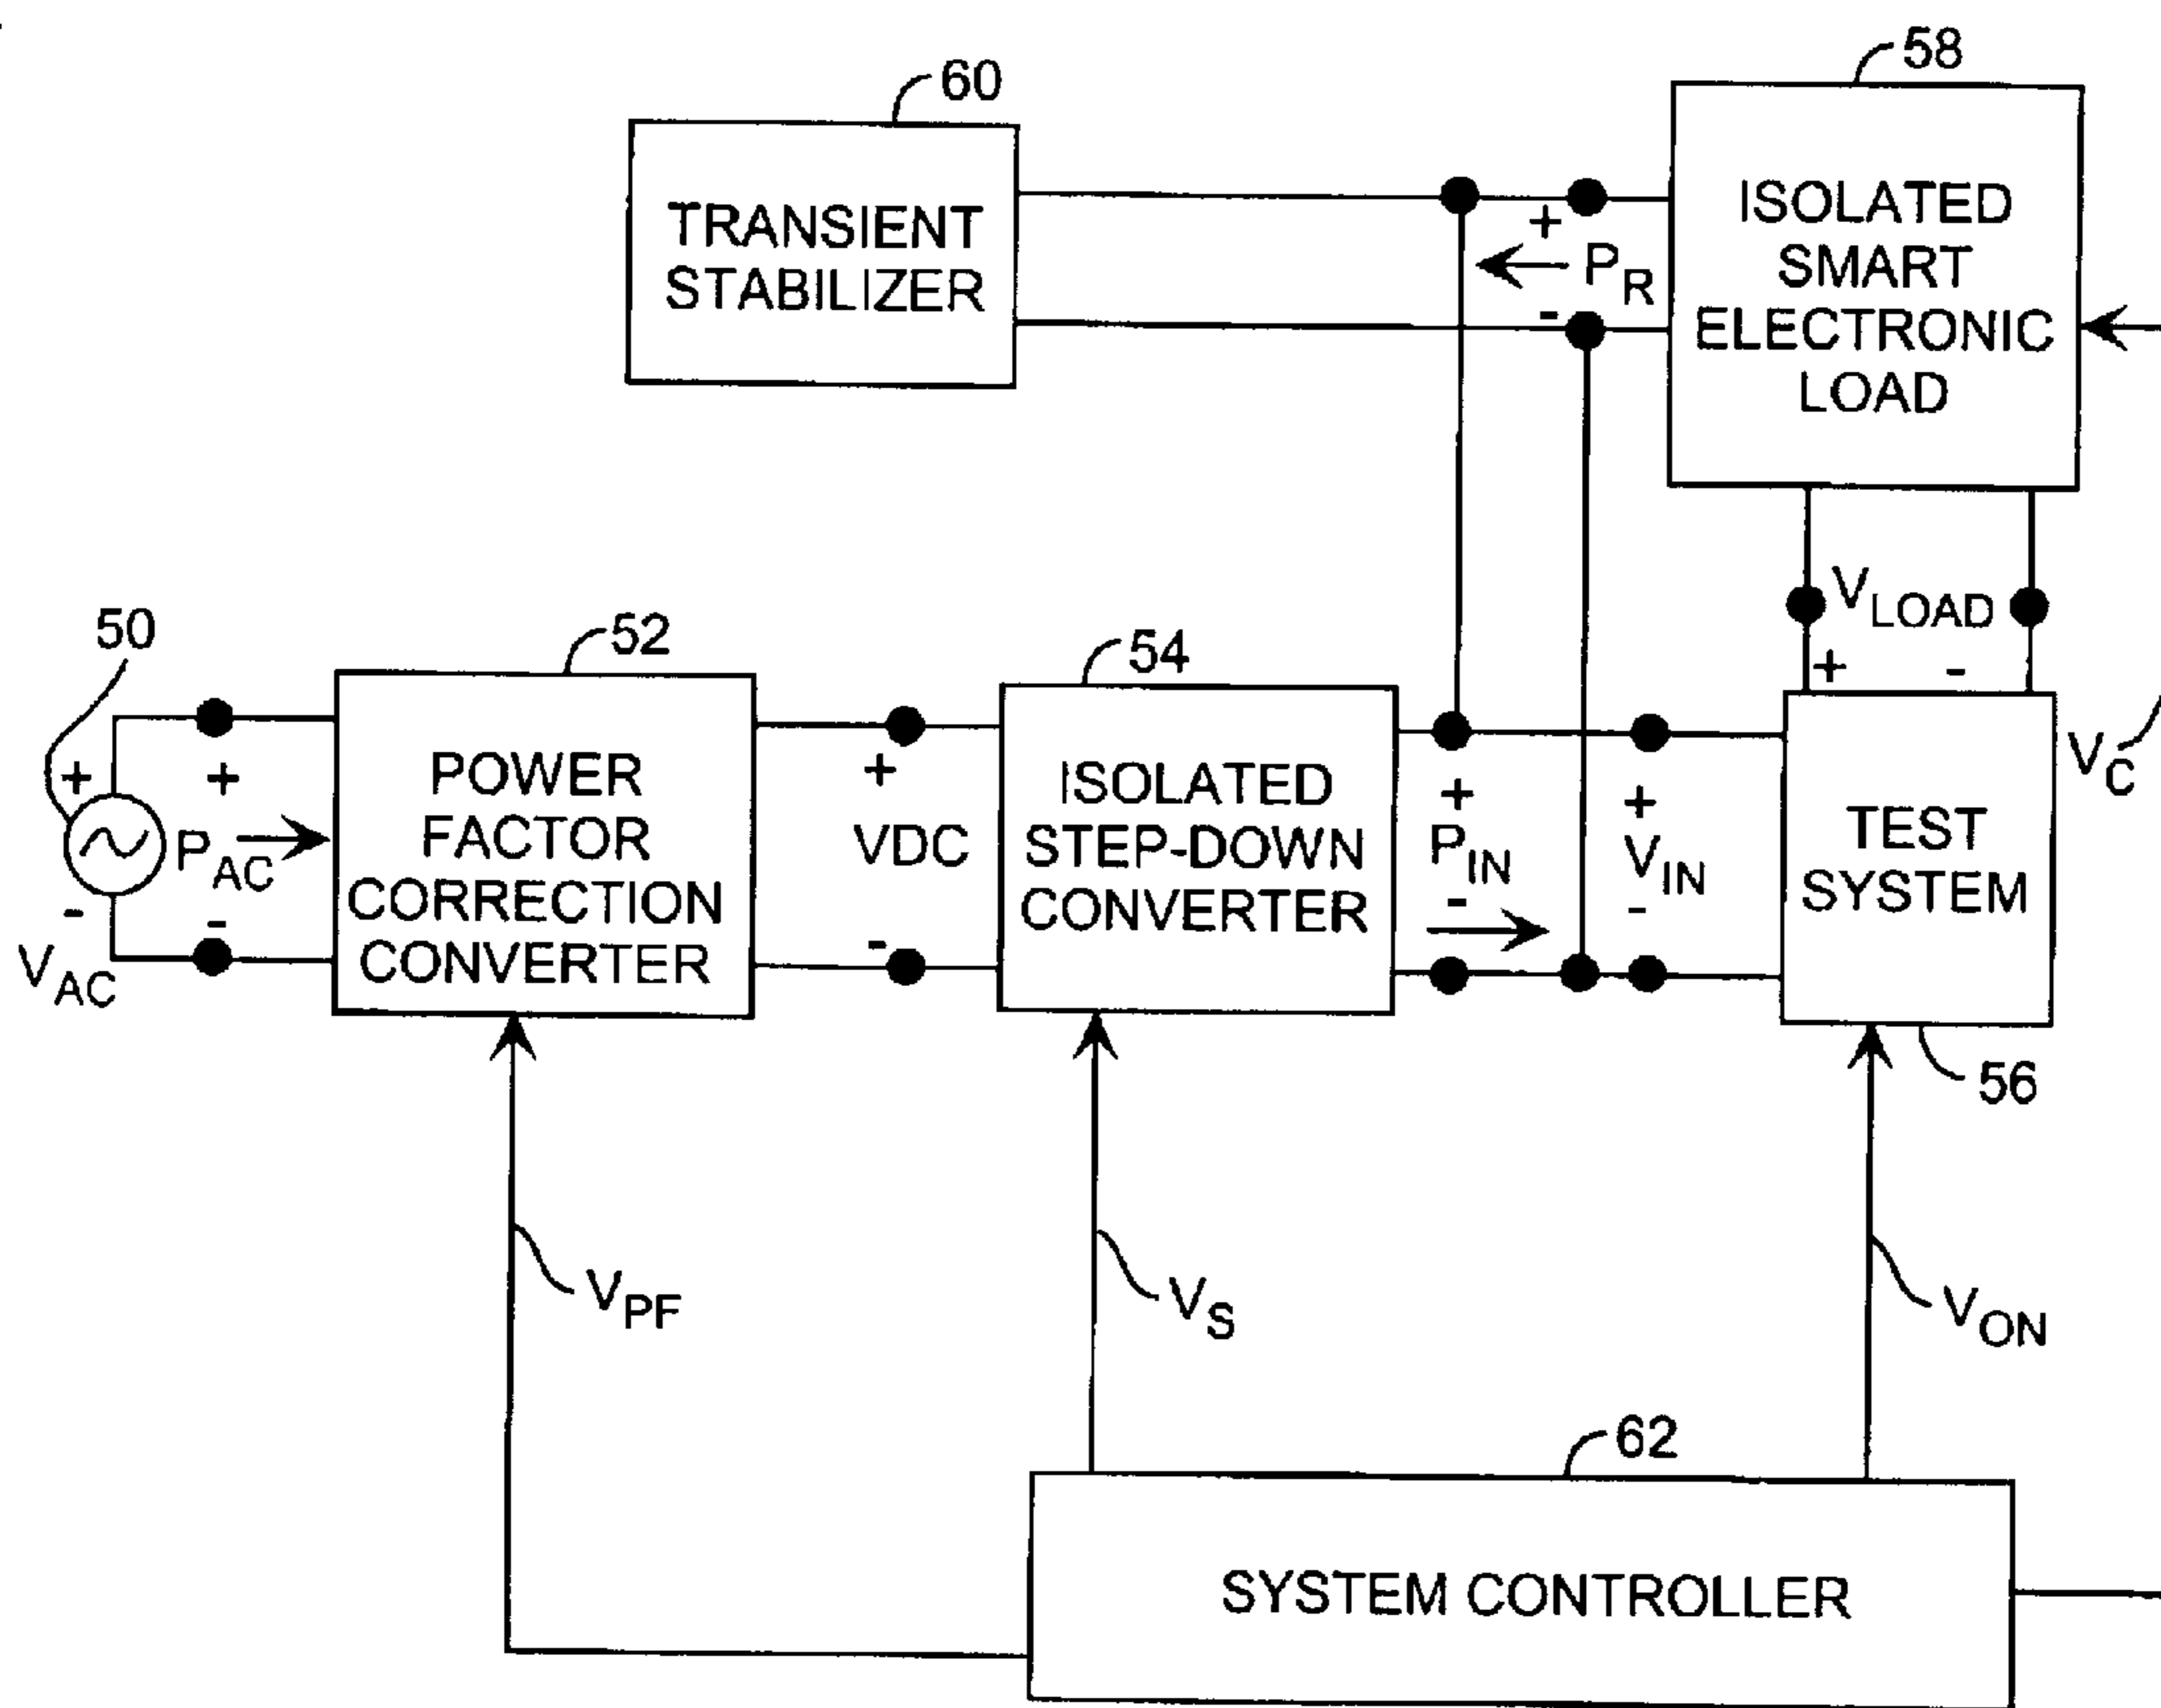 58
60
TRANSIENT
STABILIZER
+
P_R
-
ISOLATED
SMART
ELECTRONIC
LOAD
V_LOAD
+ -
50
52
54
+
-
V_AC
+
P_AC
-
POWER
FACTOR
CORRECTION
CONVERTER
+
VDC
-
ISOLATED
STEP-DOWN
CONVERTER
+
P_IN
-
+
V_IN
-
TEST
SYSTEM
V_C
56
V_PF
V_S
V_ON
62
SYSTEM CONTROLLER